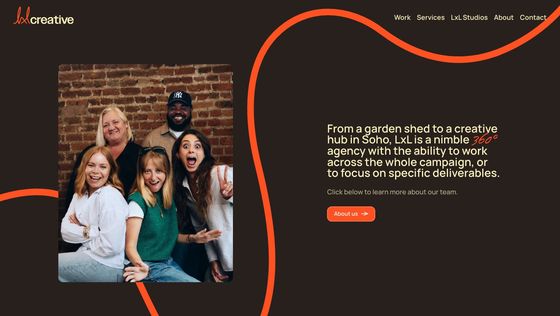 lxlcreative
Work Services LxL Studios About Contact
From a garden shed to a creative
hub in Soho, LxL is a nimble 360°
agency with the ability to work
across the whole campaign, or
to focus on specific deliverables.
Click below to learn more about our team.
About us
NY